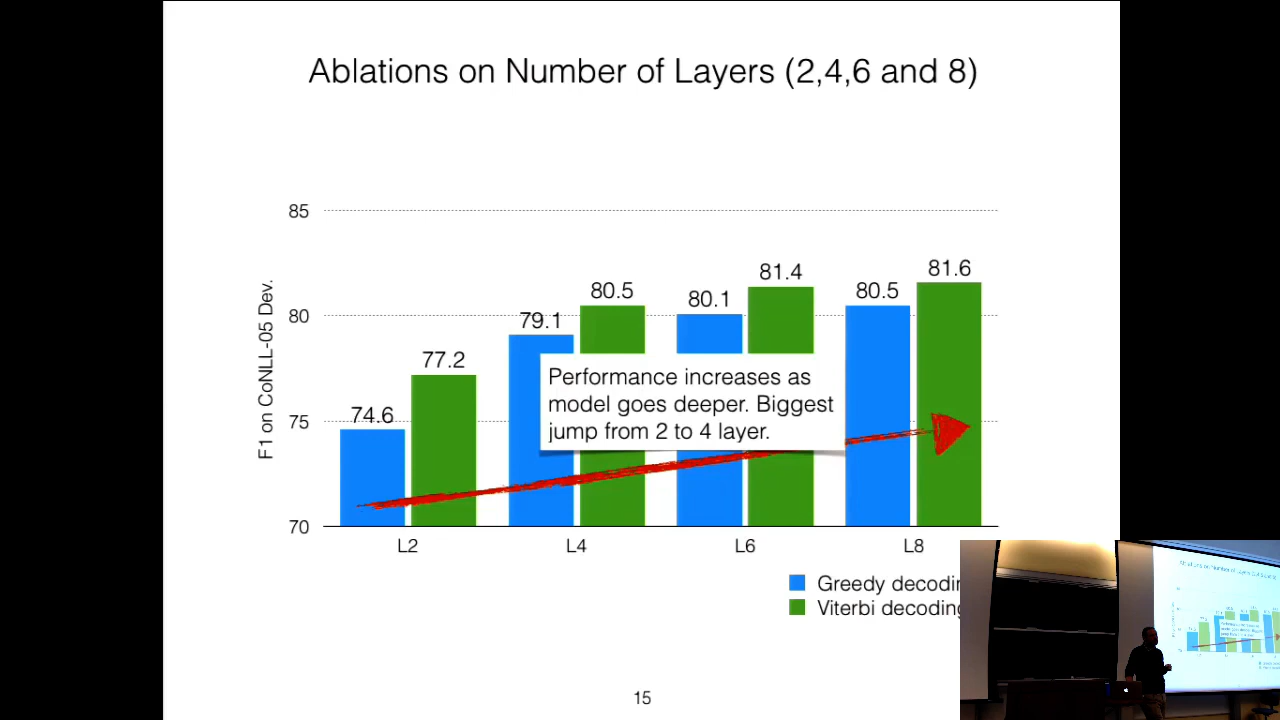 Ablations on Number of Layers (2,4,6 and 8)
85
80
75
70
F1 on CoNLL-05 Dev.
74.6
77.2
79.1
80.5
80.1
81.4
80.5
81.6
Performance increases as
model goes deeper. Biggest
jump from 2 to 4 layer.
L2
L4
L6
L8
Greedy decodin
Viterbi decoding
15